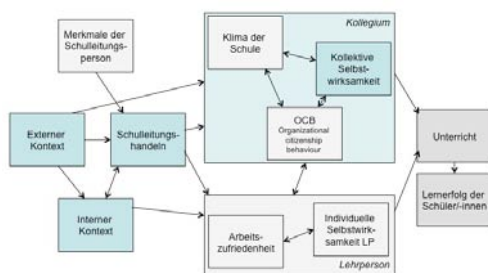 Kollegium
Merkmale der
Schulleitungs-
person
Klima der
Schule
Kollektive
Selbst-
wirksamkeit
Externer
Kontext
Schulleitungs-
handeln
OCB
Organizational
citizenship
behaviour
Unterricht
Interner
Kontext
Lernerfolg der
Schüler/-innen
Arbeits-
zufriedenheit
Individuelle
Selbstwirk-
samkeit LP
Lehrperson